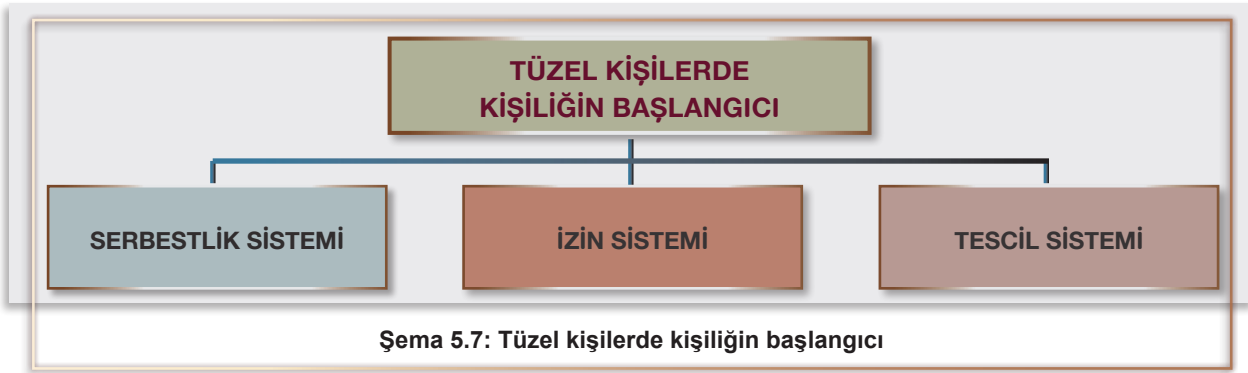 TÜZEL KİŞİLERDE
KİŞİLİĞİN BAŞLANGICI
SERBESTLİK SİSTEMİ
İZİN SİSTEMİ
TESCİL SİSTEMİ
Şema 5.7: Tüzel kişilerde kişiliğin başlangıcı